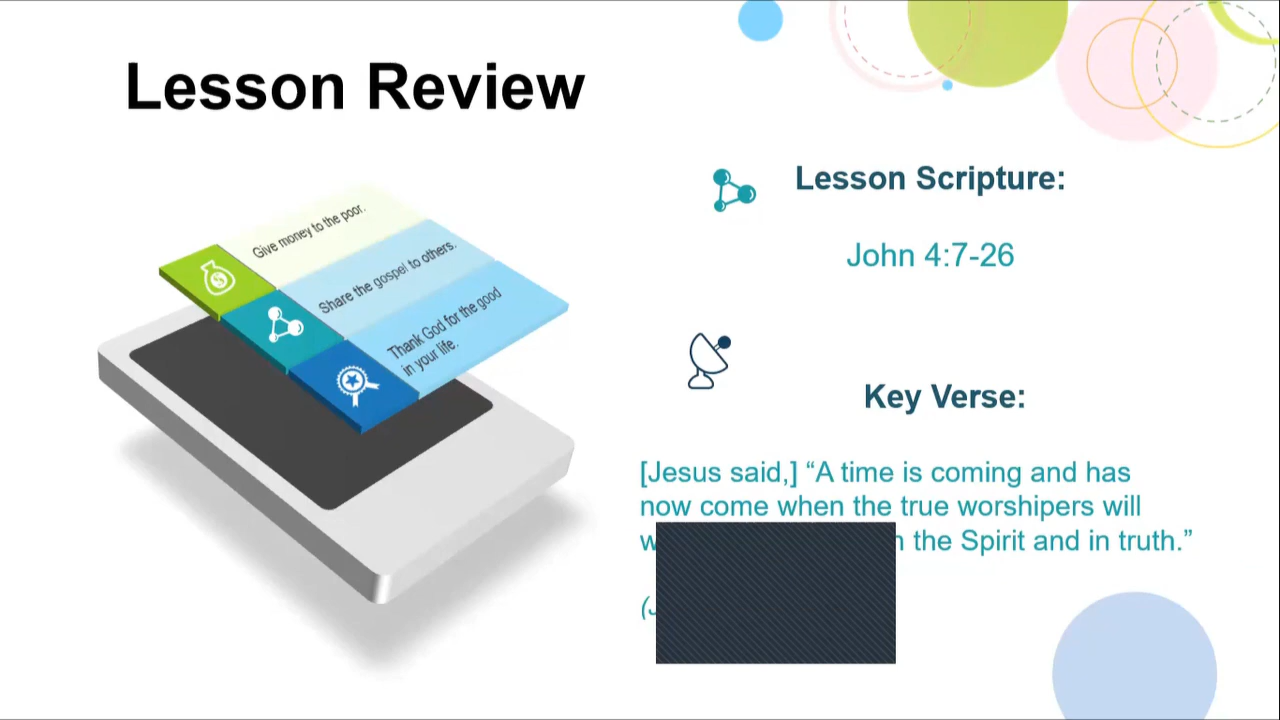 Lesson Review
Give money to the poor.
Share the gospel to others.
Thank God for the good
in your life.
Lesson Scripture:
John 4:7-26
Key Verse:
[Jesus said,] “A time is coming and has
now come when the true worshipers will
the Spirit and in truth.”